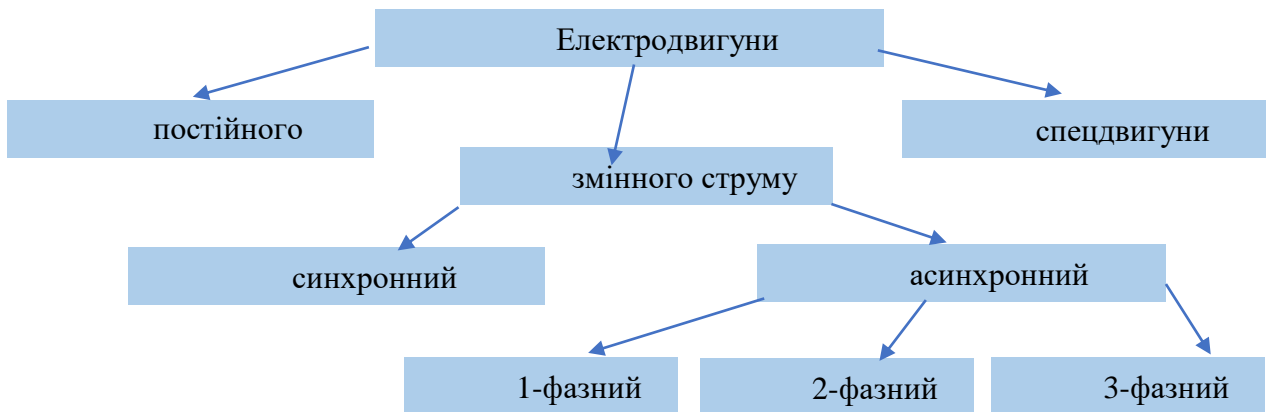 Електродвигуни
постійного
спецдвигуни
змінного струму
синхронний
асинхронний
1-фазний
2-фазний
3-фазний